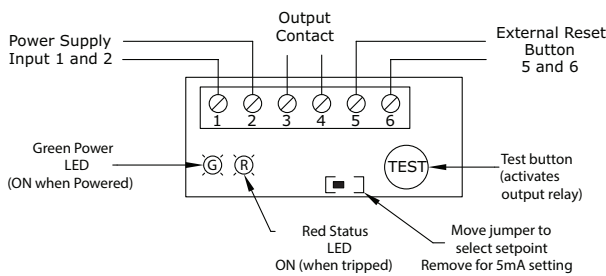 Output
Contact
Power Supply
Input 1 and 2
External Reset
Button
5 and 6
1 2 3 4 5 6
Green Power
LED
(ON when Powered)
G R
TEST
Test button
(activates
output relay)
Red Status
LED
ON (when tripped)
Move jumper to
select setpoint
Remove for 5mA setting